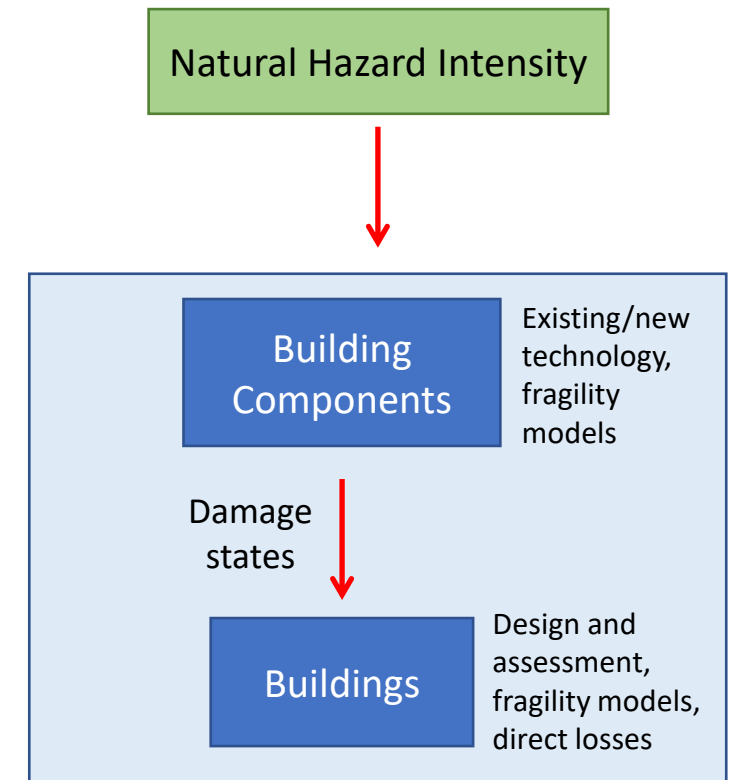 Natural Hazard Intensity
Building
Components
Existing/new
technology,
fragility
models
Damage
states
Buildings
Design and
assessment,
fragility models,
direct losses